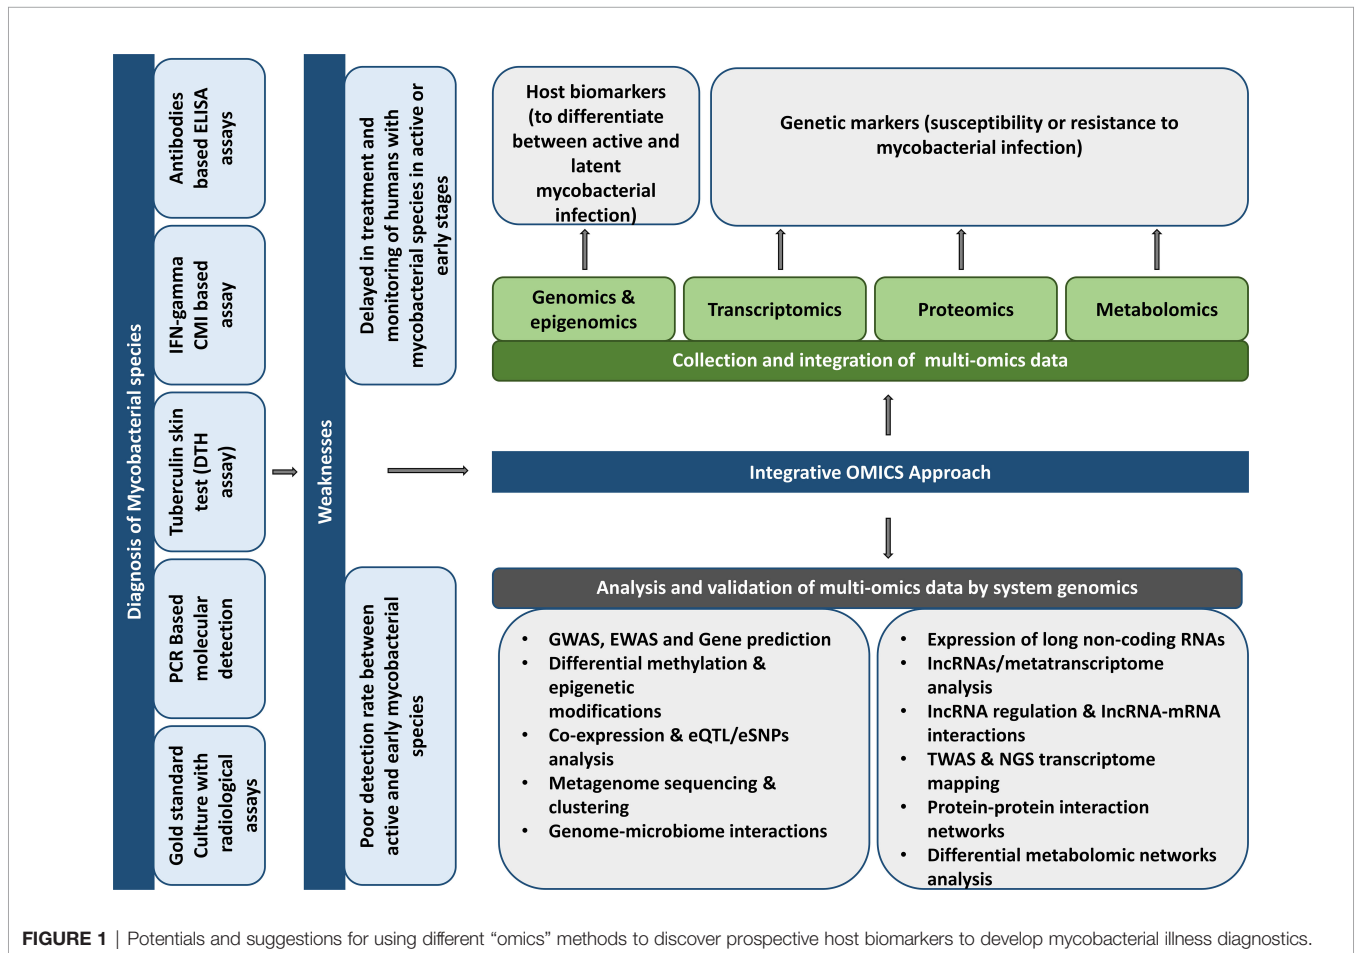 Diagnosis of Mycobacterial species
Antibodies
based ELISA
assays
IFN-gamma
CMI based
assay
Tuberculin skin
test (DTH
assay)
PCR Based
molecular
detection
Gold standard
Culture with
radiological
assays
Weaknesses
Delayed in treatment and
monitoring of humans with
mycobacterial species in active or
early stages
Poor detection rate between
active and early mycobacterial
species
Host biomarkers
(to differentiate
between active and
latent
mycobacterial
infection)
Genetic markers (susceptibility or resistance to
mycobacterial infection)
Genomics &
epigenomics
Transcriptomics
Proteomics
Metabolomics
Collection and integration of multi-omics data
Integrative OMICS Approach
Analysis and validation of multi-omics data by system genomics
• GWAS, EWAS and Gene prediction
• Differential methylation &
epigenetic
modifications
• Co-expression & eQTL/eSNPs
analysis
• Metagenome sequencing &
clustering
• Genome-microbiome interactions
• Expression of long non-coding RNAs
• IncRNAs/metatranscriptome
analysis
• IncRNA regulation & IncRNA-mRNA
interactions
• TWAS & NGS transcriptome
mapping
• Protein-protein interaction
networks
• Differential metabolomic networks
analysis
FIGURE 1 | Potentials and suggestions for using different “omics” methods to discover prospective host biomarkers to develop mycobacterial illness diagnostics.